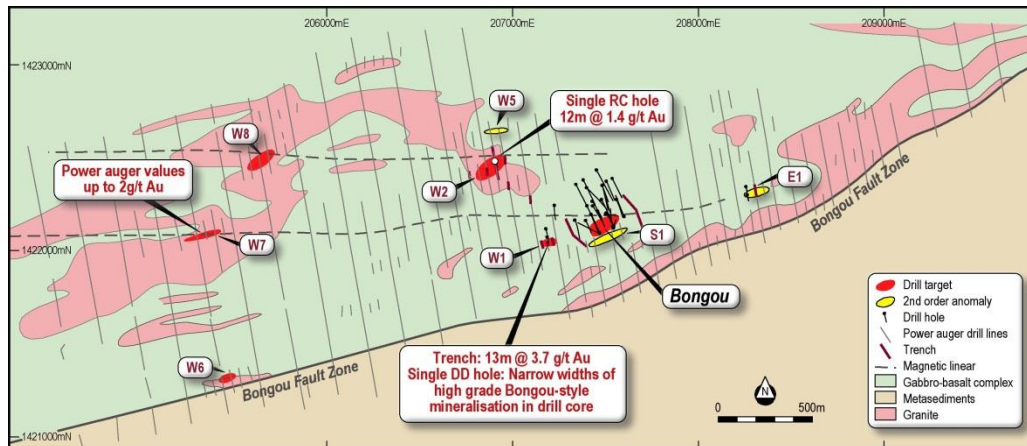 206000mE
207000mE
208000mE
209000mE
1423000mN
1422000mN
1421000mN
W5
Single RC hole
12m @ 1.4 g/t Au
W8
Power auger values
up to 2g/t Au
W2
E1
W7
W1
S1
Bongou
Bongou Fault Zone
W6
Bongou Fault Zone
Trench: 13m @ 3.7 g/t Au
Single DD hole: Narrow widths of
high grade Bongou-style
mineralisation in drill core
N
0
500m
Drill target
2nd order anomaly
Drill hole
Power auger drill lines
Trench
Magnetic linear
Gabbro-basalt complex
Metasediments
Granite